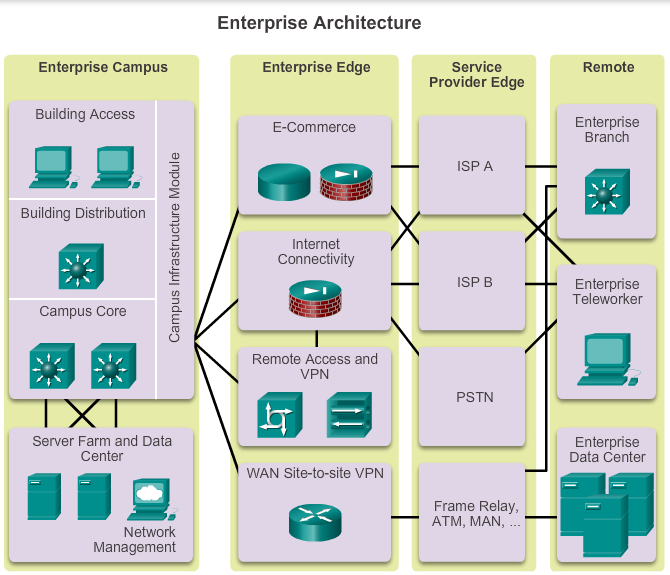 Enterprise Architecture
Enterprise Campus
Building Access
Building Distribution
Campus Core
Campus Infrastructure Module
Server Farm and Data
Center
Network
Management
Enterprise Edge
E-Commerce
Internet
Connectivity
Remote Access and
VPN
WAN Site-to-site VPN
Service
Provider Edge
ISP A
ISP B
PSTN
Frame Relay,
ATM, MAN, ...
Remote
Enterprise
Branch
Enterprise
Teleworker
Enterprise
Data Center